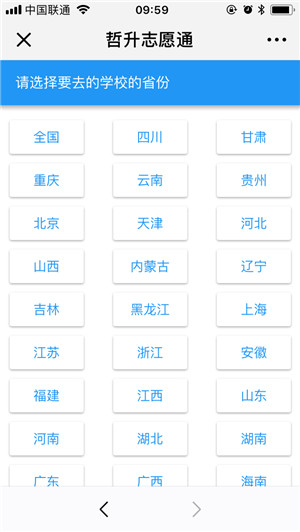 中国联通 09:59
哲升志愿通
请选择要去的学校的省份
全国 四川 甘肃
重庆 云南 贵州
北京 天津 河北
山西 内蒙古 辽宁
吉林 黑龙江 上海
江苏 浙江 安徽
福建 江西 山东
河南 湖北 湖南
广东 广西 海南